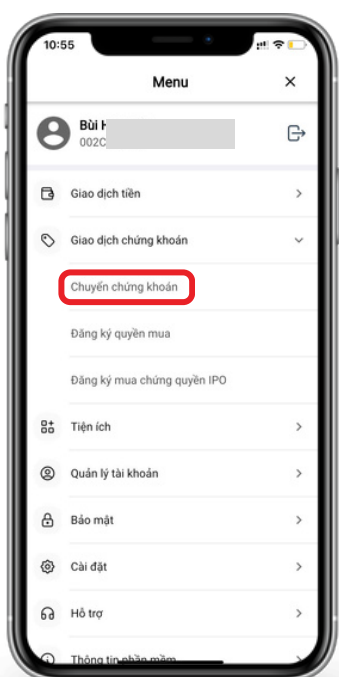 10:55
Menu
Bùi H
002C
Giao dịch tiền
Giao dịch chứng khoán
Chuyển chứng khoán
Đăng ký quyền mua
Đăng ký mua chứng quyền IPO
Tiện ích
Quản lý tài khoản
Bảo mật
Cài đặt
Hỗ trợ
Thông tin phần mềm